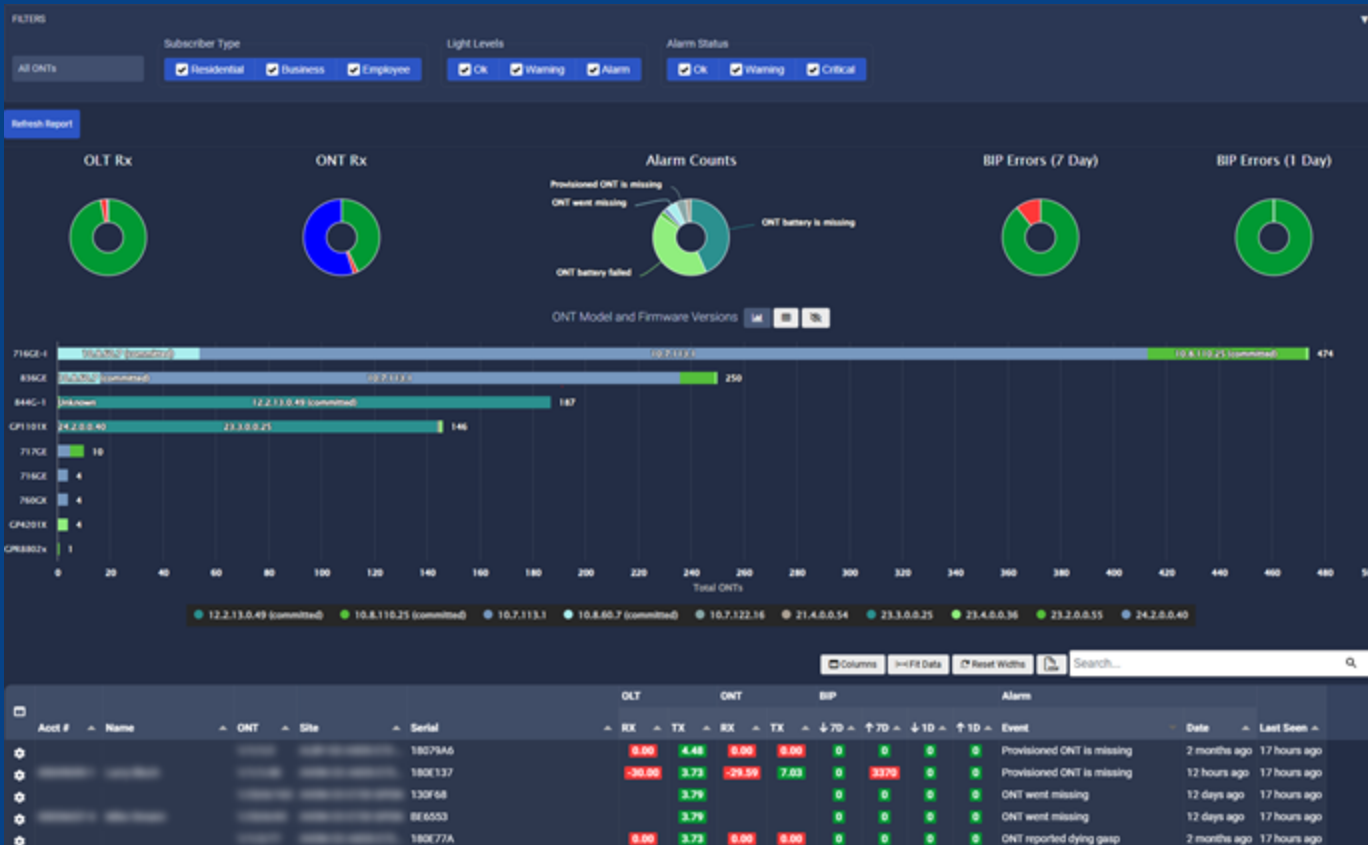 FILTERS
Subscriber Type
Light Levels
Alarm Status
All ONTs
Residential Business Employee
Ok Warning Alarm
Ok Warning Critical
Refresh Report
OLT Rx
ONT Rx
Alarm Counts
BIP Errors (7 Day)
BIP Errors (1 Day)
Provisioned ONT is missing
ONT went missing
ONT battery is missing
ONT battery failed
ONT Model and Firmware Versions
716GE-I (committed) 10.7.113.1 10.8.110.25 (committed) 474
836GE (committed) 10.7.113.1 250
844G-1 Unknown 12.2.13.0.49 (committed) 187
GP1101X 24.2.0.0.40 23.3.0.0.25 146
717GE 10
716GE 4
760GX 4
GP4201X 4
GPR8802x 1
0 20 40 60 80 100 120 140 160 180 200 220 240 260 280 300 320 340 360 380 400 420 440 460 480
Total ONTs
12.2.13.0.49 (committed) 10.8.110.25 (committed) 10.7.113.1 10.8.60.7 (committed) 10.7.122.16 21.4.0.0.54 23.3.0.0.25 23.4.0.0.36 23.2.0.0.55 24.2.0.0.40
Columns Fit Data Reset Widths Search...
OLT ONT BIP Alarm
Acct # Name ONT Site Serial RX TX RX TX ↓7D ↑7D ↓1D ↑1D Event Date Last Seen
18079A6 0.00 4.48 0.00 0.00 0 0 0 0 Provisioned ONT is missing 2 months ago 17 hours ago
180E137 -30.00 3.73 -29.59 7.03 0 3370 0 0 Provisioned ONT is missing 12 hours ago 17 hours ago
130F68 3.79 0 0 0 0 ONT went missing 12 days ago 17 hours ago
8E6553 3.79 0 0 0 0 ONT went missing 12 days ago 17 hours ago
180E77A 0.00 3.73 0.00 0.00 0 0 0 0 ONT reported dying gasp 2 months ago 17 hours ago